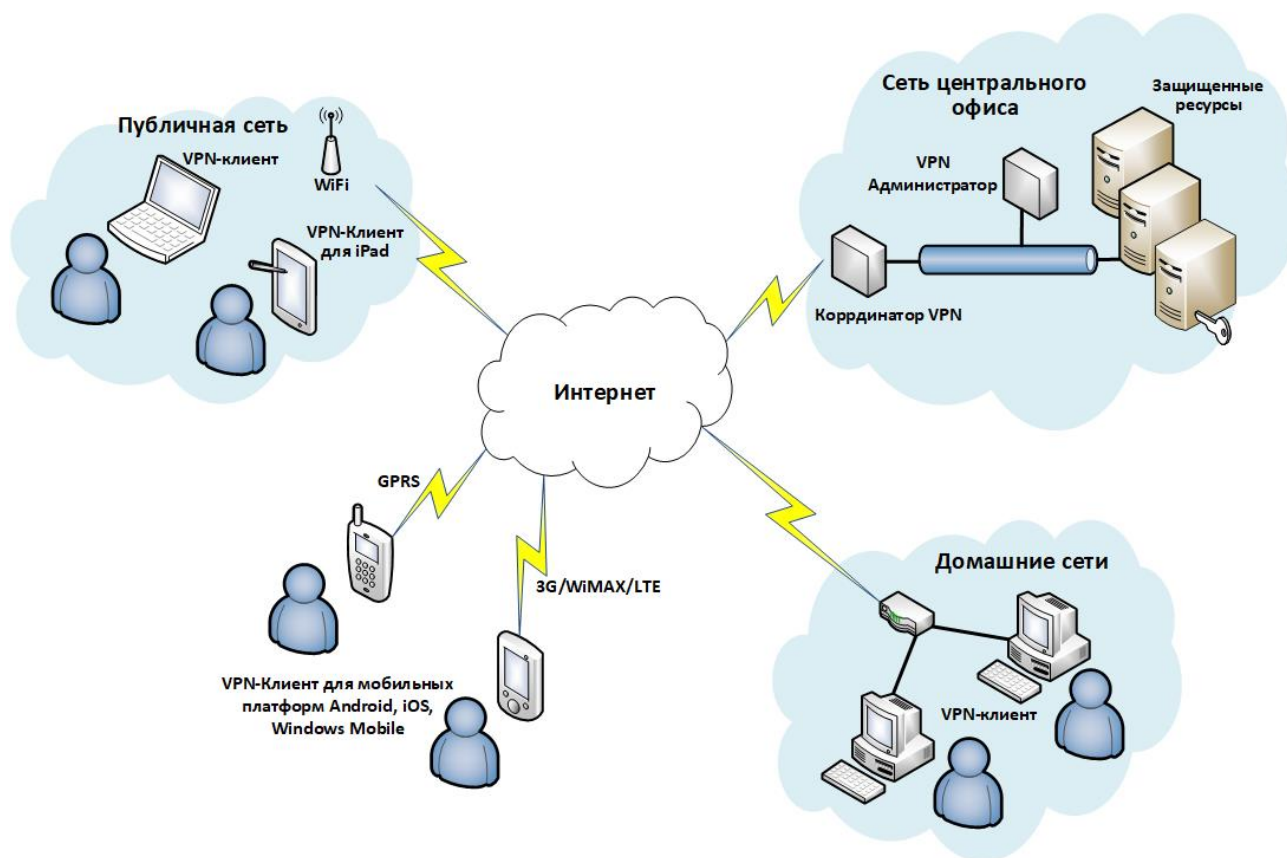 Публичная сеть
VPN-клиент
WiFi
VPN-Клиент
для iPad
Сеть центрального
офиса
Защищенные
ресурсы
VPN
Администратор
Коррдинатор VPN
Интернет
GPRS
3G/WiMAX/LTE
VPN-Клиент для мобильных
платформ Android, iOS,
Windows Mobile
Домашние сети
VPN-клиент